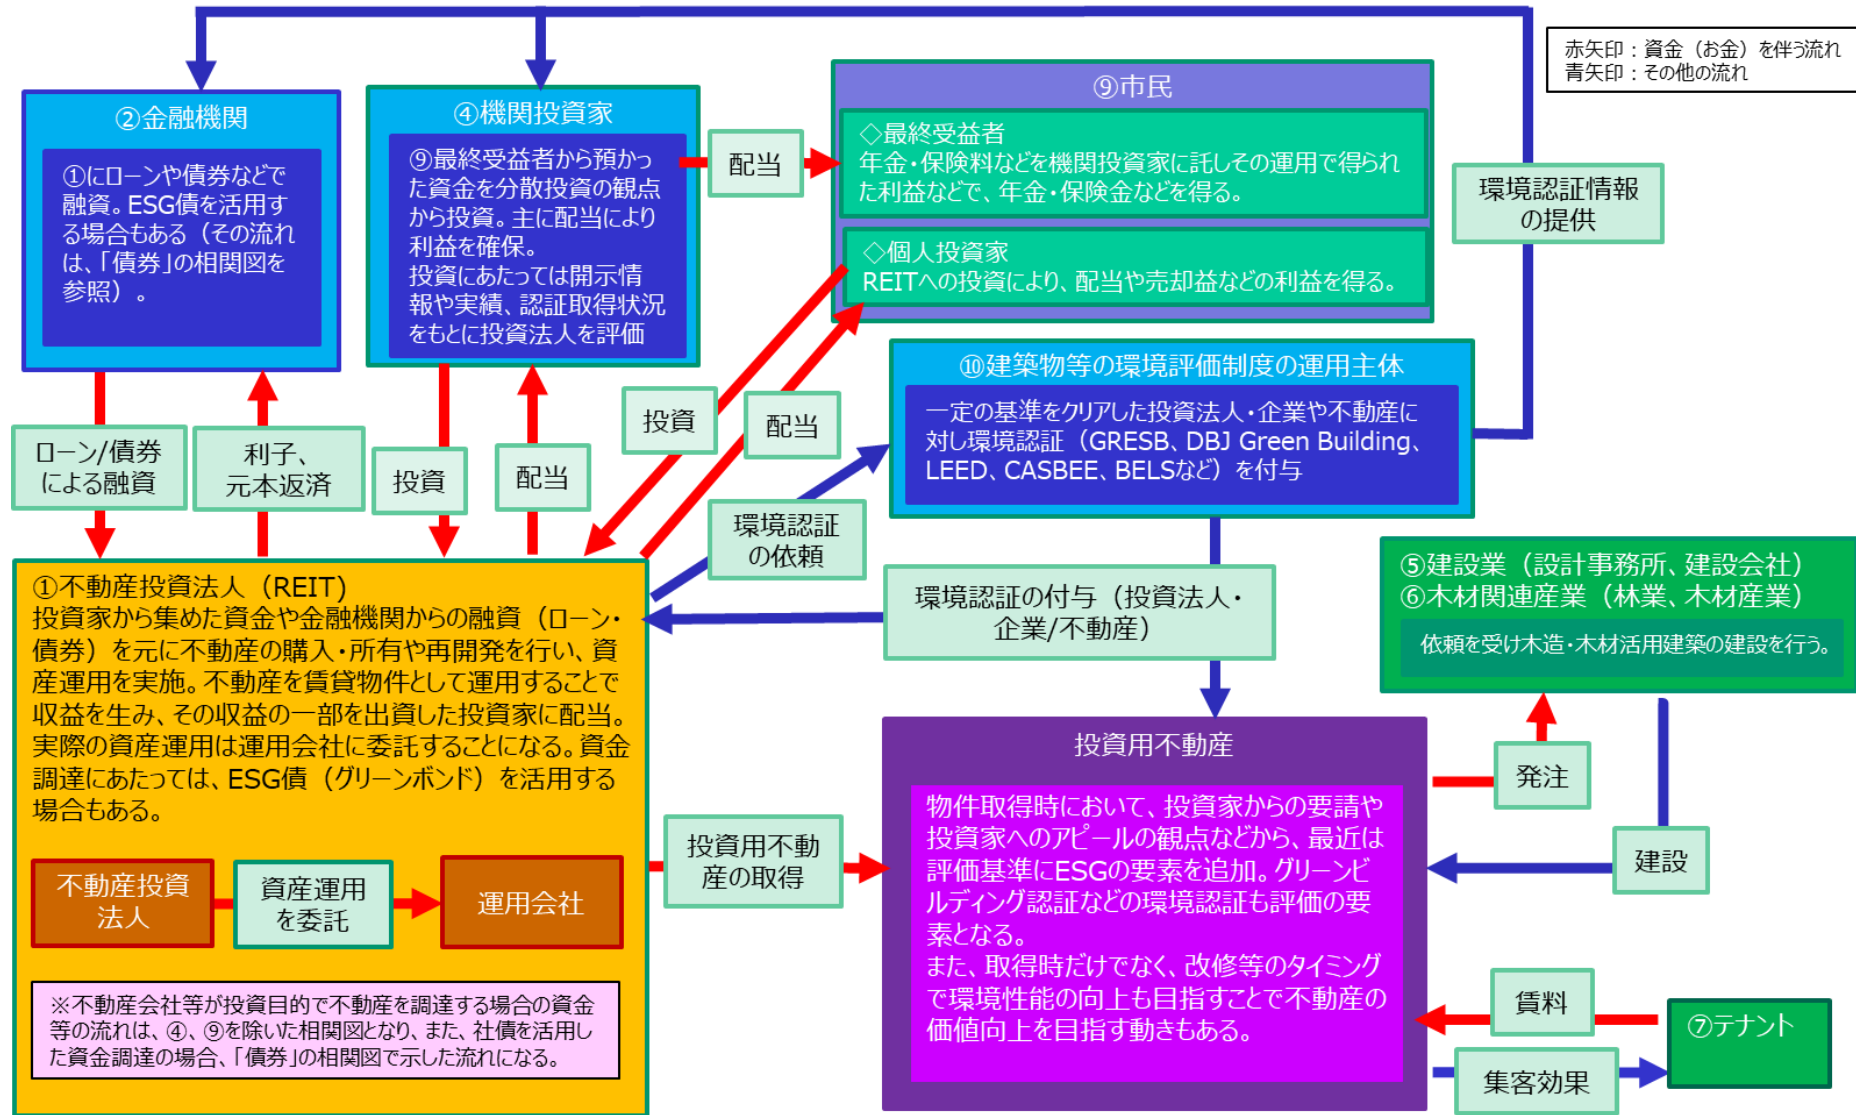 赤矢印：資金（お金）を伴う流れ
青矢印：その他の流れ
②金融機関
①にローンや債券などで
融資。ESG債を活用す
る場合もある（その流れ
は、「債券」の相関図を
参照）。
④機関投資家
⑨最終受益者から預かっ
た資金を分散投資の観点
から投資。主に配当により
利益を確保。
投資にあたっては開示情
報や実績、認証取得状況
をもとに投資法人を評価
配当
⑨市民
◇最終受益者
年金・保険料などを機関投資家に託しその運用で得られ
た利益などで、年金・保険金などを得る。
◇個人投資家
REITへの投資により、配当や売却益などの利益を得る。
環境認証情報
の提供
⑩建築物等の環境評価制度の運用主体
一定の基準をクリアした投資法人・企業や不動産に
対し環境認証（GRESB、DBJ Green Building、
LEED、CASBEE、BELSなど）を付与
ローン/債券
による融資
利子、
元本返済
投資
配当
投資
配当
環境認証
の依頼
環境認証の付与（投資法人・
企業/不動産）
⑤建設業（設計事務所、建設会社）
⑥木材関連産業（林業、木材産業）
依頼を受け木造・木材活用建築の建設を行う。
①不動産投資法人（REIT)
投資家から集めた資金や金融機関からの融資（ローン・
債券）を元に不動産の購入・所有や再開発を行い、資
産運用を実施。不動産を賃貸物件として運用することで
収益を生み、その収益の一部を出資した投資家に配当。
実際の資産運用は運用会社に委託することになる。資金
調達にあたっては、ESG債（グリーンボンド）を活用する
場合もある。
不動産投資
法人
資産運用
を委託
運用会社
※不動産会社等が投資目的で不動産を調達する場合の資金
等の流れは、④、⑨を除いた相関図となり、また、社債を活用し
た資金調達の場合、「債券」の相関図で示した流れになる。
投資用不動
産の取得
投資用不動産
物件取得時において、投資家からの要請や
投資家へのアピールの観点などから、最近は
評価基準にESGの要素を追加。グリーンビ
ルディング認証などの環境認証も評価の要
素となる。
また、取得時だけでなく、改修等のタイミング
で環境性能の向上も目指すことで不動産の
価値向上を目指す動きもある。
発注
建設
賃料
⑦テナント
集客効果